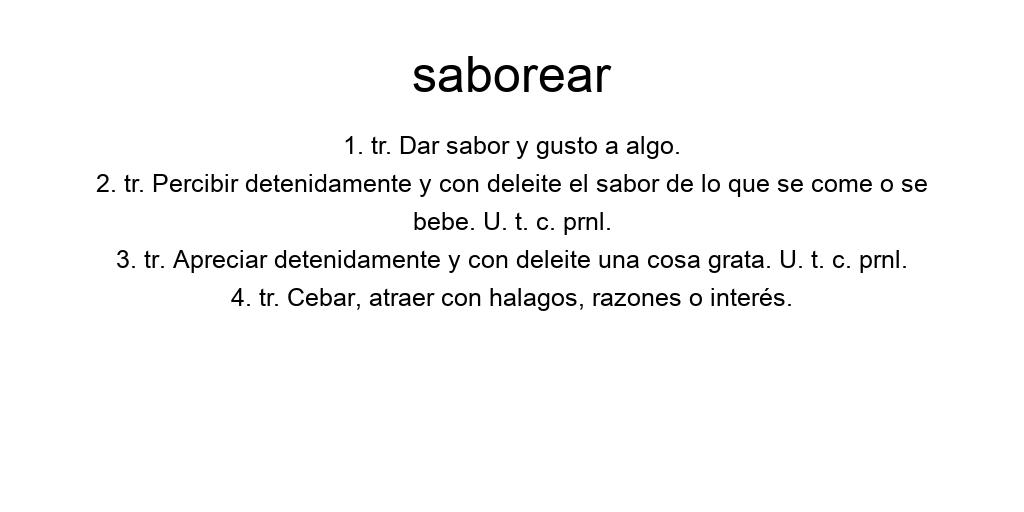 saborear
1. tr. Dar sabor y gusto a algo.
2. tr. Percibir detenidamente y con deleite el sabor de lo que se come o se
bebe. U. t. c. prnl.
3. tr. Apreciar detenidamente y con deleite una cosa grata. U. t. c. prnl.
4. tr. Cebar, atraer con halagos, razones o interés.